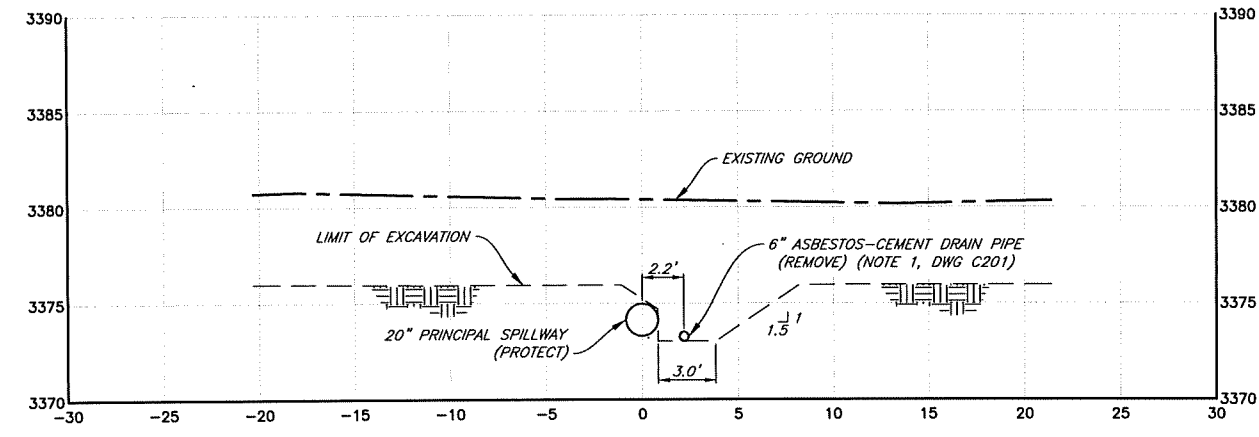 3390
3390
3385
3385
EXISTING GROUND
3380
3380
LIMIT OF EXCAVATION
6" ASBESTOS-CEMENT DRAIN PIPE
(REMOVE) (NOTE 1, DWG C201)
2.2'
3375
3375
20" PRINCIPAL SPILLWAY
(PROTECT)
1
1.5
3.0'
3370
3370
-30 -25 -20 -15 -10 -5 0 5 10 15 20 25 30